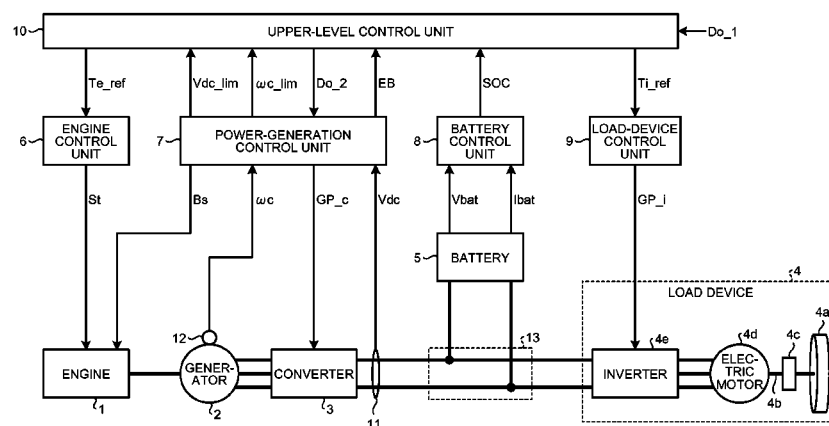 10
UPPER-LEVEL CONTROL UNIT
Do_1
Te_ref
Vdc_lim
ωc_lim
Do_2
EB
SOC
Ti_ref
6
ENGINE
CONTROL
UNIT
7
POWER-GENERATION
CONTROL UNIT
8
BATTERY
CONTROL
UNIT
9
LOAD-DEVICE
CONTROL
UNIT
St
Bs
ωc
GP_c
Vdc
Vbat
Ibat
GP_i
5
BATTERY
4
LOAD DEVICE
12
13
4e
4d
4c
4a
ENGINE
GENER-
ATOR
CONVERTER
INVERTER
ELEC-
TRIC
MOTOR
4b
1
2
3
11